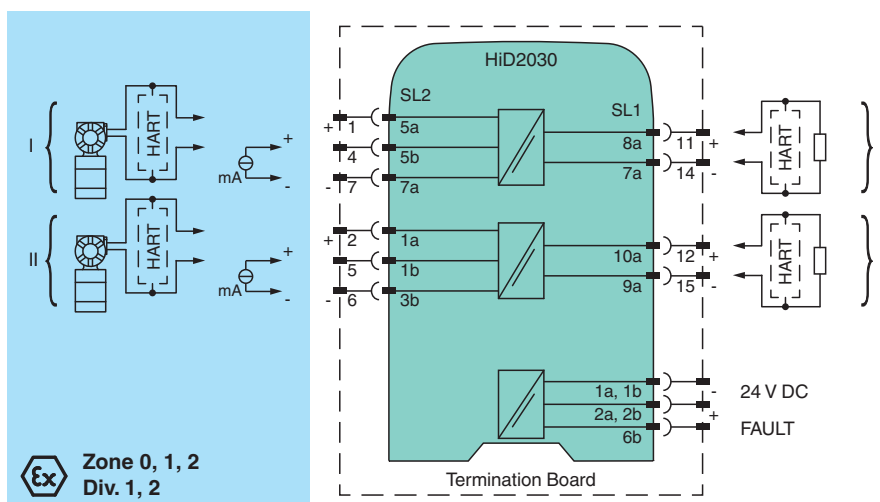 HiD2030
SL2
SL1
I
HART
mA
+
-
+ 1
4
- 7
5a
5b
7a
8a
7a
11 +
14 -
HART
II
HART
mA
+
-
+ 2
5
- 6
1a
1b
3b
10a
9a
12 +
15 -
HART
1a, 1b
2a, 2b
6b
-
+
24 V DC
FAULT
Ex
Zone 0, 1, 2
Div. 1, 2
Termination Board